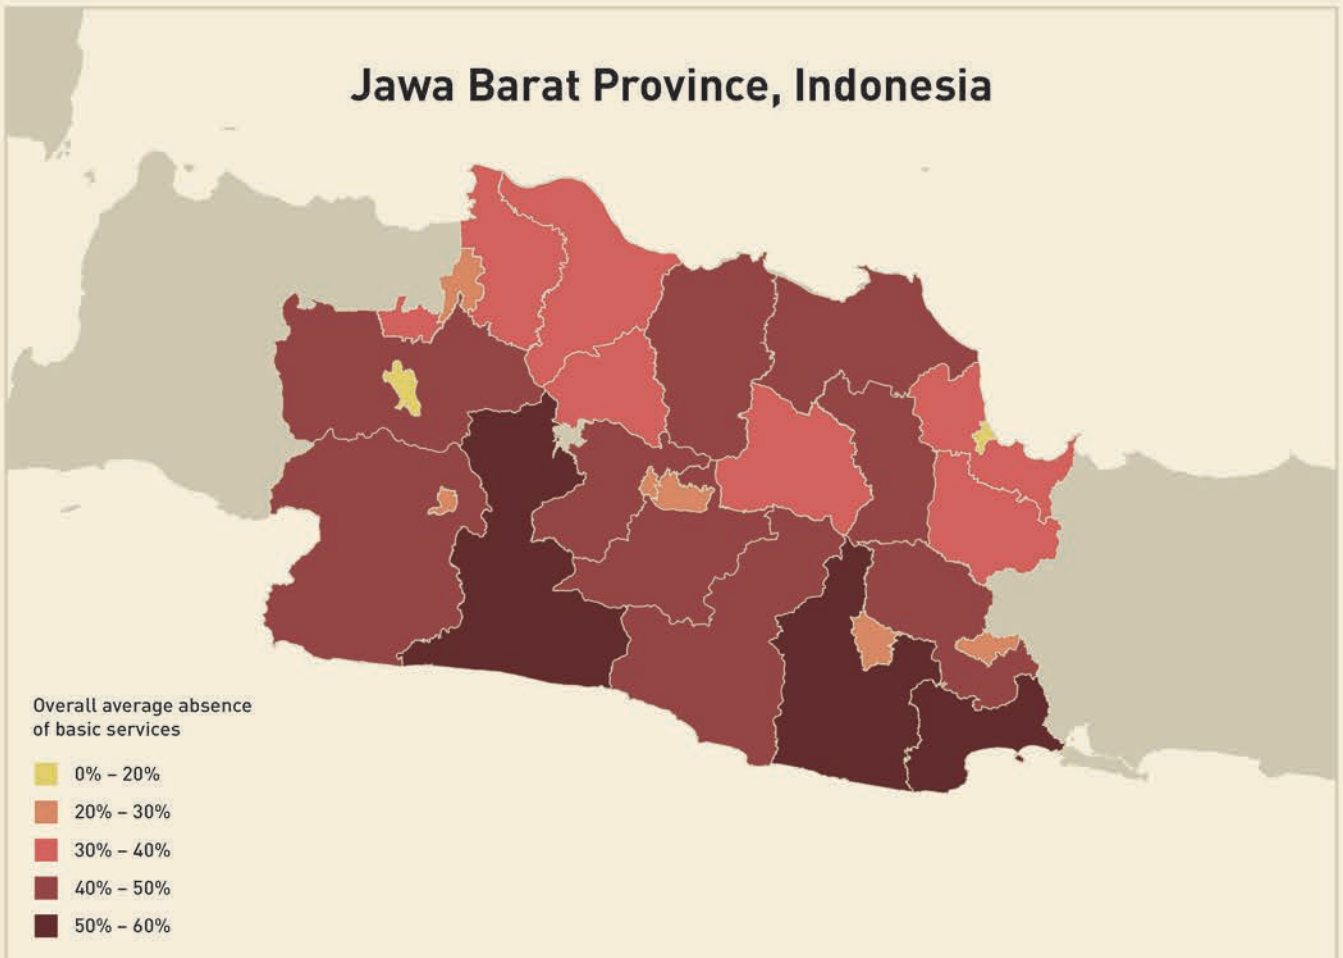 Jawa Barat Province, Indonesia
Overall average absence
of basic services
0% – 20%
20% – 30%
30% – 40%
40% – 50%
50% – 60%